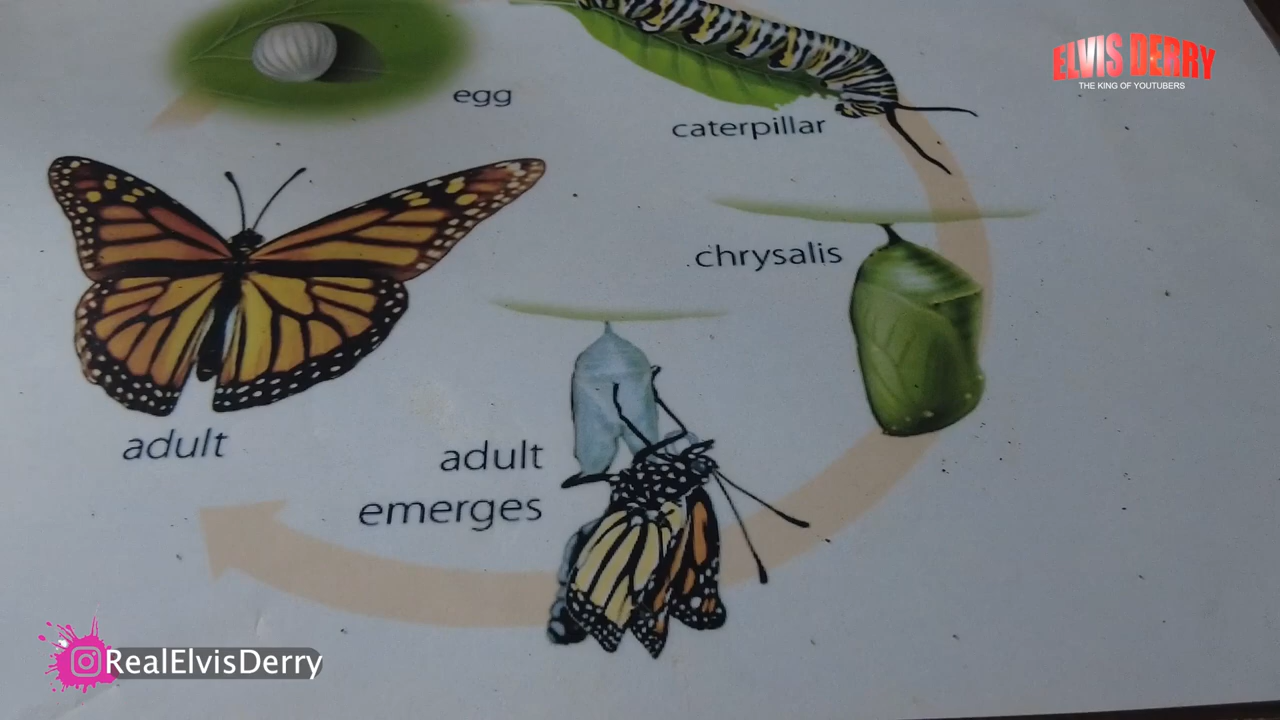 ELVIS DERRY
THE KING OF YOUTUBERS
egg
caterpillar
chrysalis
adult
adult
emerges
RealElvisDerry